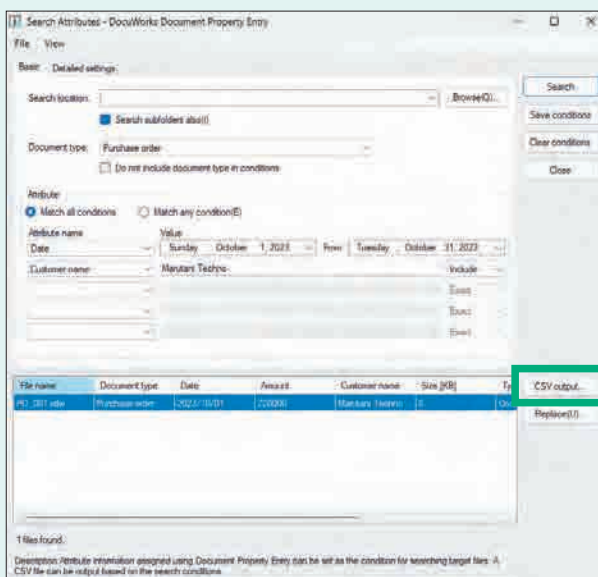 Search Attributes - DocuWorks Document Property Entry
File View
Basic Detailed settings
Search location: Browse(Q)...
Search subfolders also(I)
Document type: Purchase order
Do not include document type in conditions
Attribute
Match all conditions Match any condition(E)
Attribute name Value
Date Sunday October 1, 2023 From Tuesday October 31, 2023
Customer name Marutani Techno Include
Exact
Exact
Exact
Search
Save conditions
Clear conditions
Close
File name Document type Date Amount Customer name Size [KB] Ty
Purchase order 2023/10/01 Marutani Techno
CSV output...
Replace(U)
1 files found.
Description Attribute information assigned using Document Property Entry can be set as the condition for searching target files. A
CSV file can be output based on the search conditions.